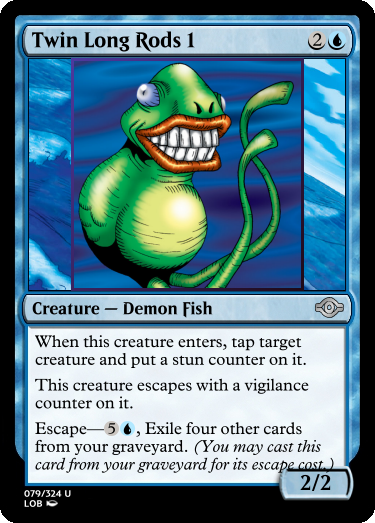 Twin Long Rods 1 2
Creature — Demon Fish
When this creature enters, tap target
creature and put a stun counter on it.
This creature escapes with a vigilance
counter on it.
Escape—5, Exile four other cards
from your graveyard. (You may cast this
card from your graveyard for its escape cost.)
2/2
079/324 U
LOB